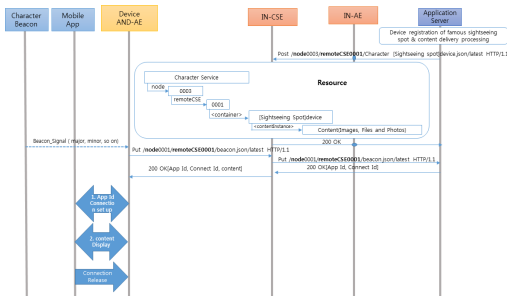 Character
Beacon
Mobile
App
Device
AND-AE
IN-CSE
IN-AE
Application
Server
Device registration of famous sightseeing
spot & content delivery processing
Post /node0001/remoteCSE0001/Character [Sightseeing spot]device.json/latest HTTP/1.1
Resource
Character Service
node
0003
remoteCSE
0001
<container>
[Sightseeing Spot]device
<contentInstance>
Content(Images, Files and Photos)
200 OK
Beacon_Signal ( major, minor, so on)
Put /node0001/remoteCSE0001/beacon.json/latest HTTP/1.1
Put /node0001/remoteCSE0001/beacon.json/latest HTTP/1.1
200 OK[App Id, Connect Id, content]
200 OK[App Id, Connect Id]
1. App Id
Connectio
n set up
2. content
Display
Connection
Release